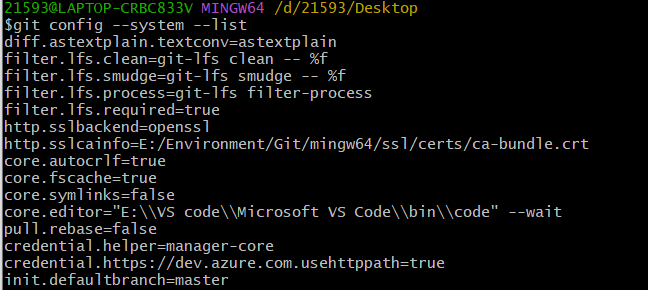 21593@LAPTOP-CRBC833V MINGW64 /d/21593/Desktop
$git config --system --list
diff.astextplain.textconv=astextplain
filter.lfs.clean=git-lfs clean -- %f
filter.lfs.smudge=git-lfs smudge -- %f
filter.lfs.process=git-lfs filter-process
filter.lfs.required=true
http.sslbackend=openssl
http.sslcainfo=E:/Environment/Git/mingw64/ssl/certs/ca-bundle.crt
core.autocrlf=true
core.fscache=true
core.symlinks=false
core.editor="E:\\VS code\\Microsoft VS Code\\bin\\code" --wait
pull.rebase=false
credential.helper=manager-core
credential.https://dev.azure.com.usehttppath=true
init.defaultbranch=master